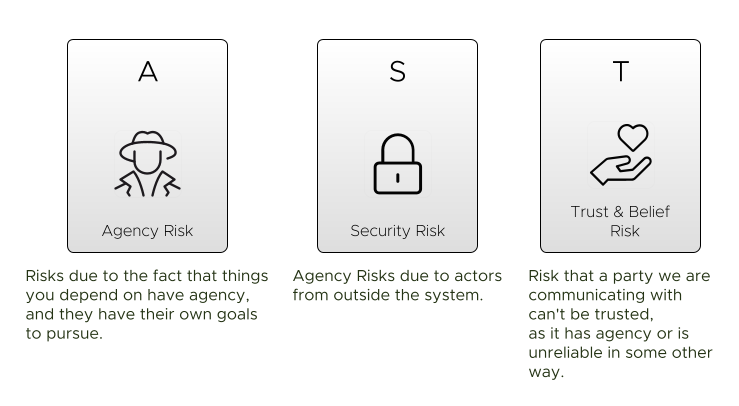 A
Agency Risk
Risks due to the fact that things
you depend on have agency,
and they have their own goals
to pursue.
S
Security Risk
Agency Risks due to actors
from outside the system.
T
Trust & Belief
Risk
Risk that a party we are
communicating with
can't be trusted,
as it has agency or is
unreliable in some other
way.